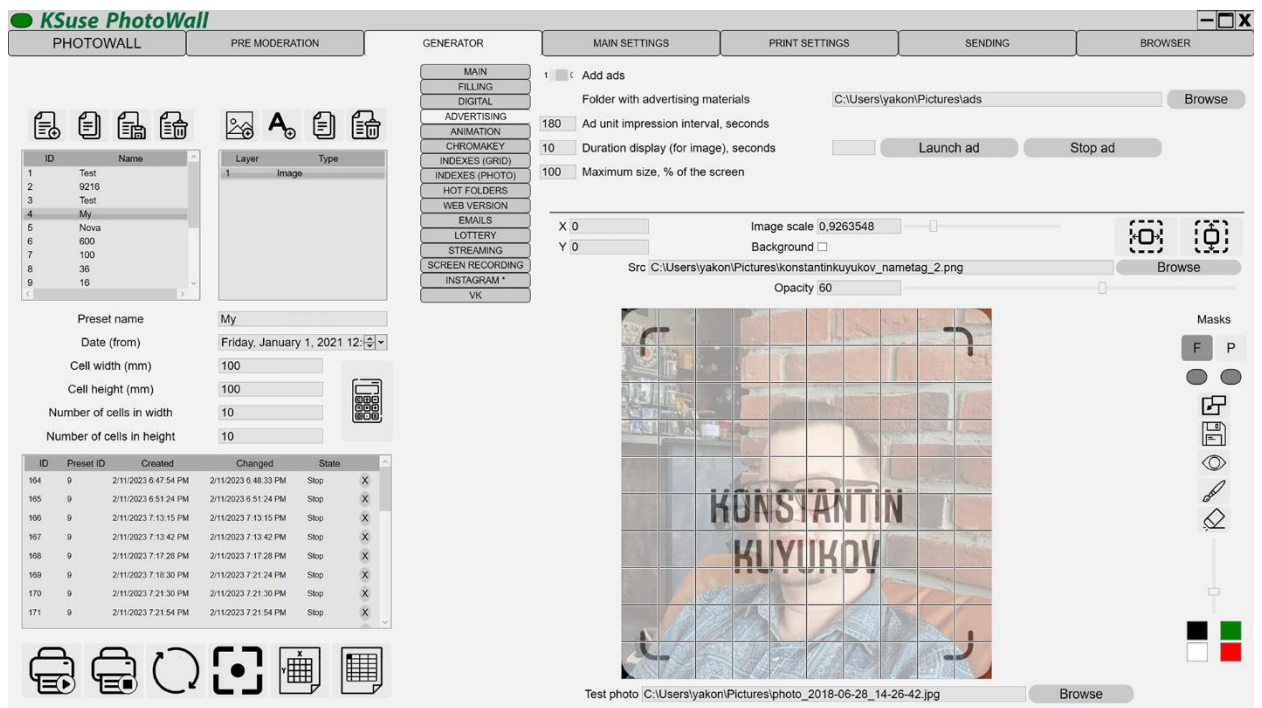 KSuse PhotoWall
X
PHOTOWALL PRE MODERATION GENERATOR MAIN SETTINGS PRINT SETTINGS SENDING BROWSER
MAIN
FILLING
DIGITAL
ADVERTISING
ANIMATION
CHROMAKEY
INDEXES (GRID)
INDEXES (PHOTO)
HOT FOLDERS
WEB VERSION
EMAILS
LOTTERY
STREAMING
SCREEN RECORDING
INSTAGRAM *
VK
1 Add ads
Folder with advertising materials C:\Users\yakon\Pictures\ads Browse
180 Ad unit impression interval, seconds
10 Duration display (for image), seconds Launch ad Stop ad
100 Maximum size, % of the screen
ID Name
1 Test
2 9216
3 Test
4 My
5 Nova
6 600
7 100
8 36
9 16
Layer Type
1 Image
X 0 Image scale 0,9263548
Y 0 Background
Src C:\Users\yakon\Pictures\konstantinkuyukov_nametag_2.png Browse
Opacity 60
Preset name My
Date (from) Friday, January 1, 2021 12:
Cell width (mm) 100
Cell height (mm) 100
Number of cells in width 10
Number of cells in height 10
ID Preset ID Created Changed State
164 9 2/11/2023 6:47:54 PM 2/11/2023 6:48:33 PM Stop X
165 9 2/11/2023 6:51:24 PM 2/11/2023 6:51:24 PM Stop X
166 9 2/11/2023 7:13:15 PM 2/11/2023 7:13:15 PM Stop X
167 9 2/11/2023 7:13:42 PM 2/11/2023 7:13:42 PM Stop X
168 9 2/11/2023 7:17:28 PM 2/11/2023 7:17:28 PM Stop X
169 9 2/11/2023 7:18:30 PM 2/11/2023 7:21:24 PM Stop X
170 9 2/11/2023 7:21:30 PM 2/11/2023 7:21:30 PM Stop X
171 9 2/11/2023 7:21:54 PM 2/11/2023 7:21:54 PM Stop X
X
Y
KONSTANTIN
KUYUKOV
Masks
F P
Test photo C:\Users\yakon\Pictures\photo_2018-06-28_14-26-42.jpg Browse